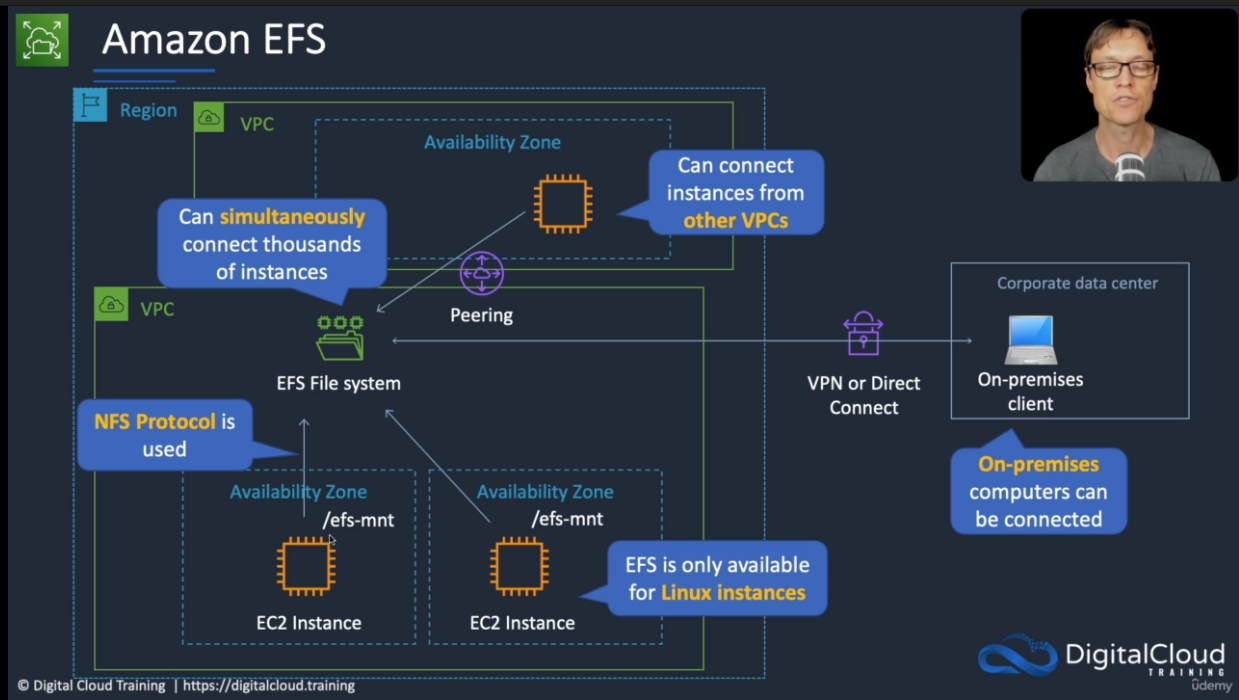 Amazon EFS
Region
VPC
Availability Zone
Can connect
instances from
other VPCs
Can simultaneously
connect thousands
of instances
Peering
VPC
EFS File system
Corporate data center
VPN or Direct
Connect
On-premises
client
NFS Protocol is
used
On-premises
computers can
be connected
Availability Zone
/efs-mnt
EC2 Instance
Availability Zone
/efs-mnt
EC2 Instance
EFS is only available
for Linux instances
DigitalCloud
TRAINING
© Digital Cloud Training | https://digitalcloud.training
ûdemy